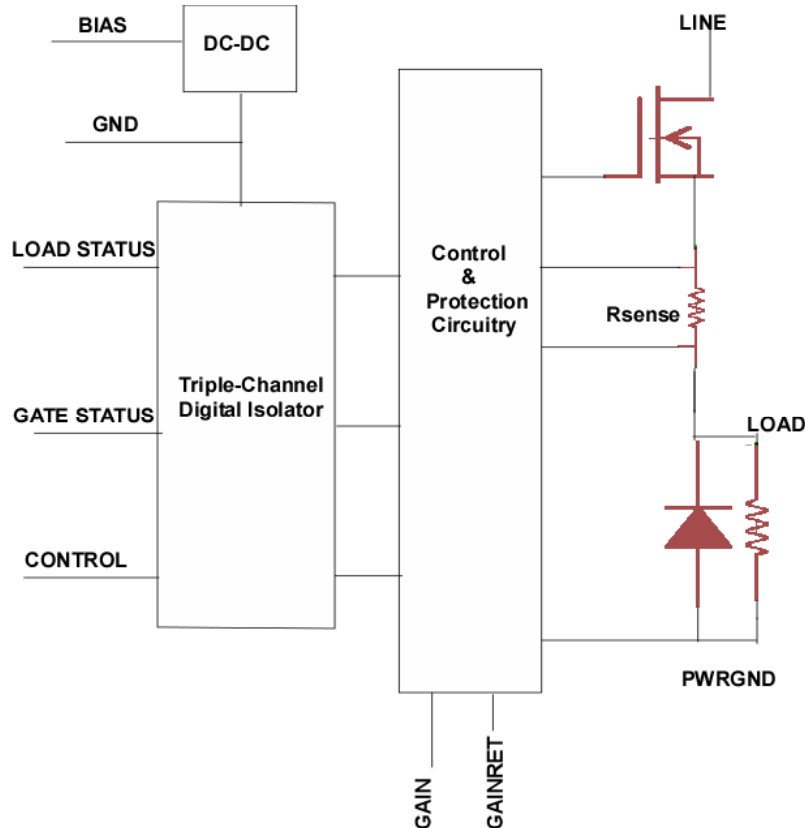 BIAS
DC-DC
LINE
GND
LOAD STATUS
Control
&
Protection
Circuitry
Rsense
Triple-Channel
Digital Isolator
GATE STATUS
LOAD
CONTROL
PWRGND
GAIN
GAINRET